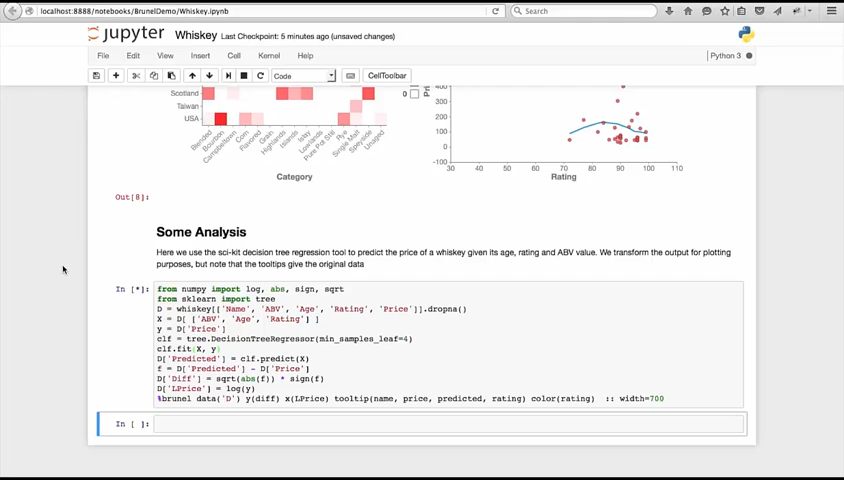 localhost:8888/notebooks/BrunelDemo/Whiskey.ipynb
Search
jupyter Whiskey Last Checkpoint: 5 minutes ago (unsaved changes)
File Edit View Insert Cell Kernel Help
Python 3
Code CellToolbar
Scotland
Taiwan
USA
Blended
Bourbon
Campbeltown
Corn
Flavored
Grain
Highlands
Islands
Islay
Lowlands
Pure Pot Still
Rye
Single Malt
Speyside
Unaged
Category
0
400
300
200
100
0
-100
30 40 50 60 70 80 90 100 110
Rating
Out[8]:
Some Analysis
Here we use the sci-kit decision tree regression tool to predict the price of a whiskey given its age, rating and ABV value. We transform the output for plotting
purposes, but note that the tooltips give the original data
In [*]:
from numpy import log, abs, sign, sqrt
from sklearn import tree
D = whiskey[['Name', 'ABV', 'Age', 'Rating', 'Price']].dropna()
X = D[ ['ABV', 'Age', 'Rating'] ]
y = D['Price']
clf = tree.DecisionTreeRegressor(min_samples_leaf=4)
clf.fit(X, y)
D['Predicted'] = clf.predict(X)
f = D['Predicted'] - D['Price']
D['Diff'] = sqrt(abs(f)) * sign(f)
D['LPrice'] = log(y)
%brunel data('D') y(diff) x(LPrice) tooltip(name, price, predicted, rating) color(rating) :: width=700
In [ ]: